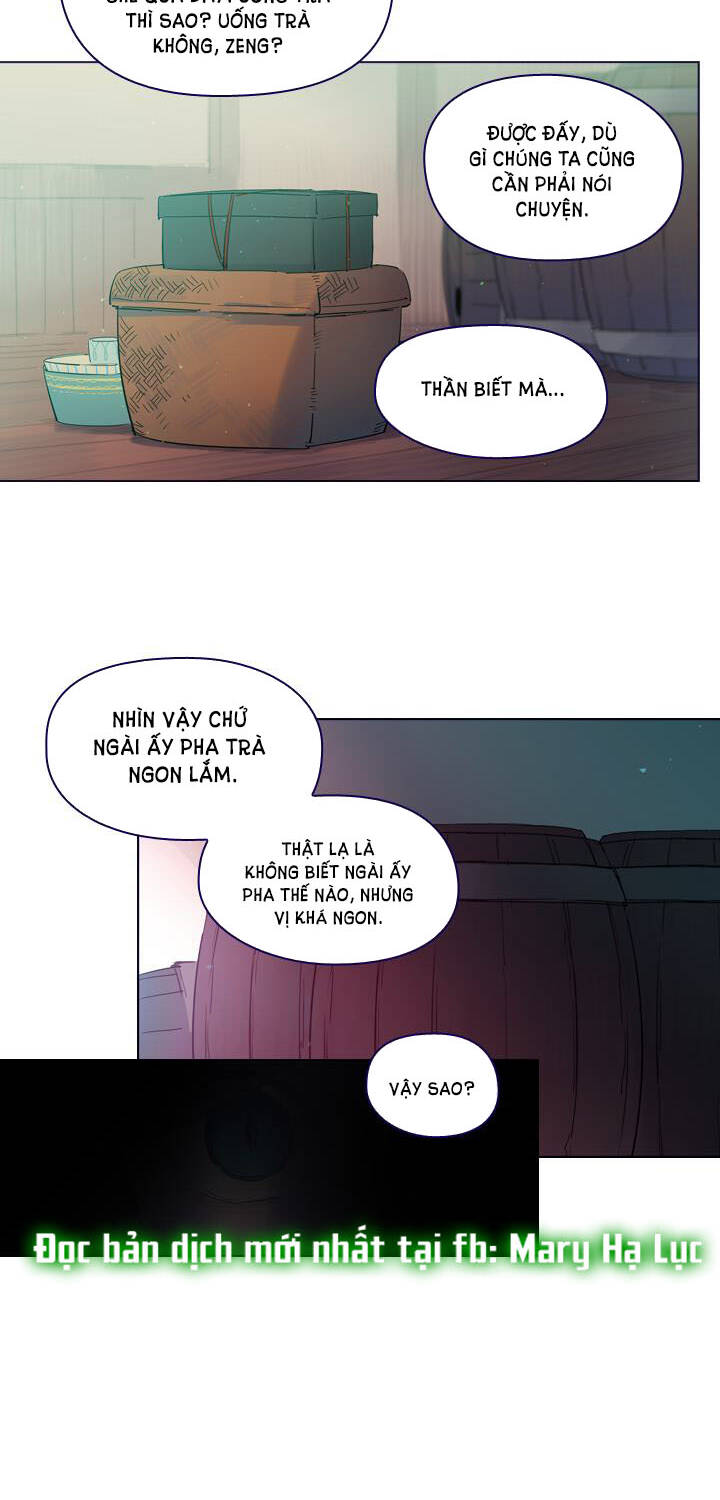 THÌ SAO? UỐNG TRÀ
KHÔNG, ZENG?
ĐƯỢC ĐẤY, DÙ
GÌ CHÚNG TA CŨNG
CẦN PHẢI NÓI
CHUYỆN.
THẦN BIẾT MÀ...
NHÌN VẬY CHỨ
NGÀI ẤY PHA TRÀ
NGON LẮM.
THẬT LẠ LÀ
KHÔNG BIẾT NGÀI ẤY
PHA THẾ NÀO, NHƯNG
VỊ KHÁ NGON.
VẬY SAO?
Đọc bản dịch mới nhất tại fb: Mary Hạ Lục